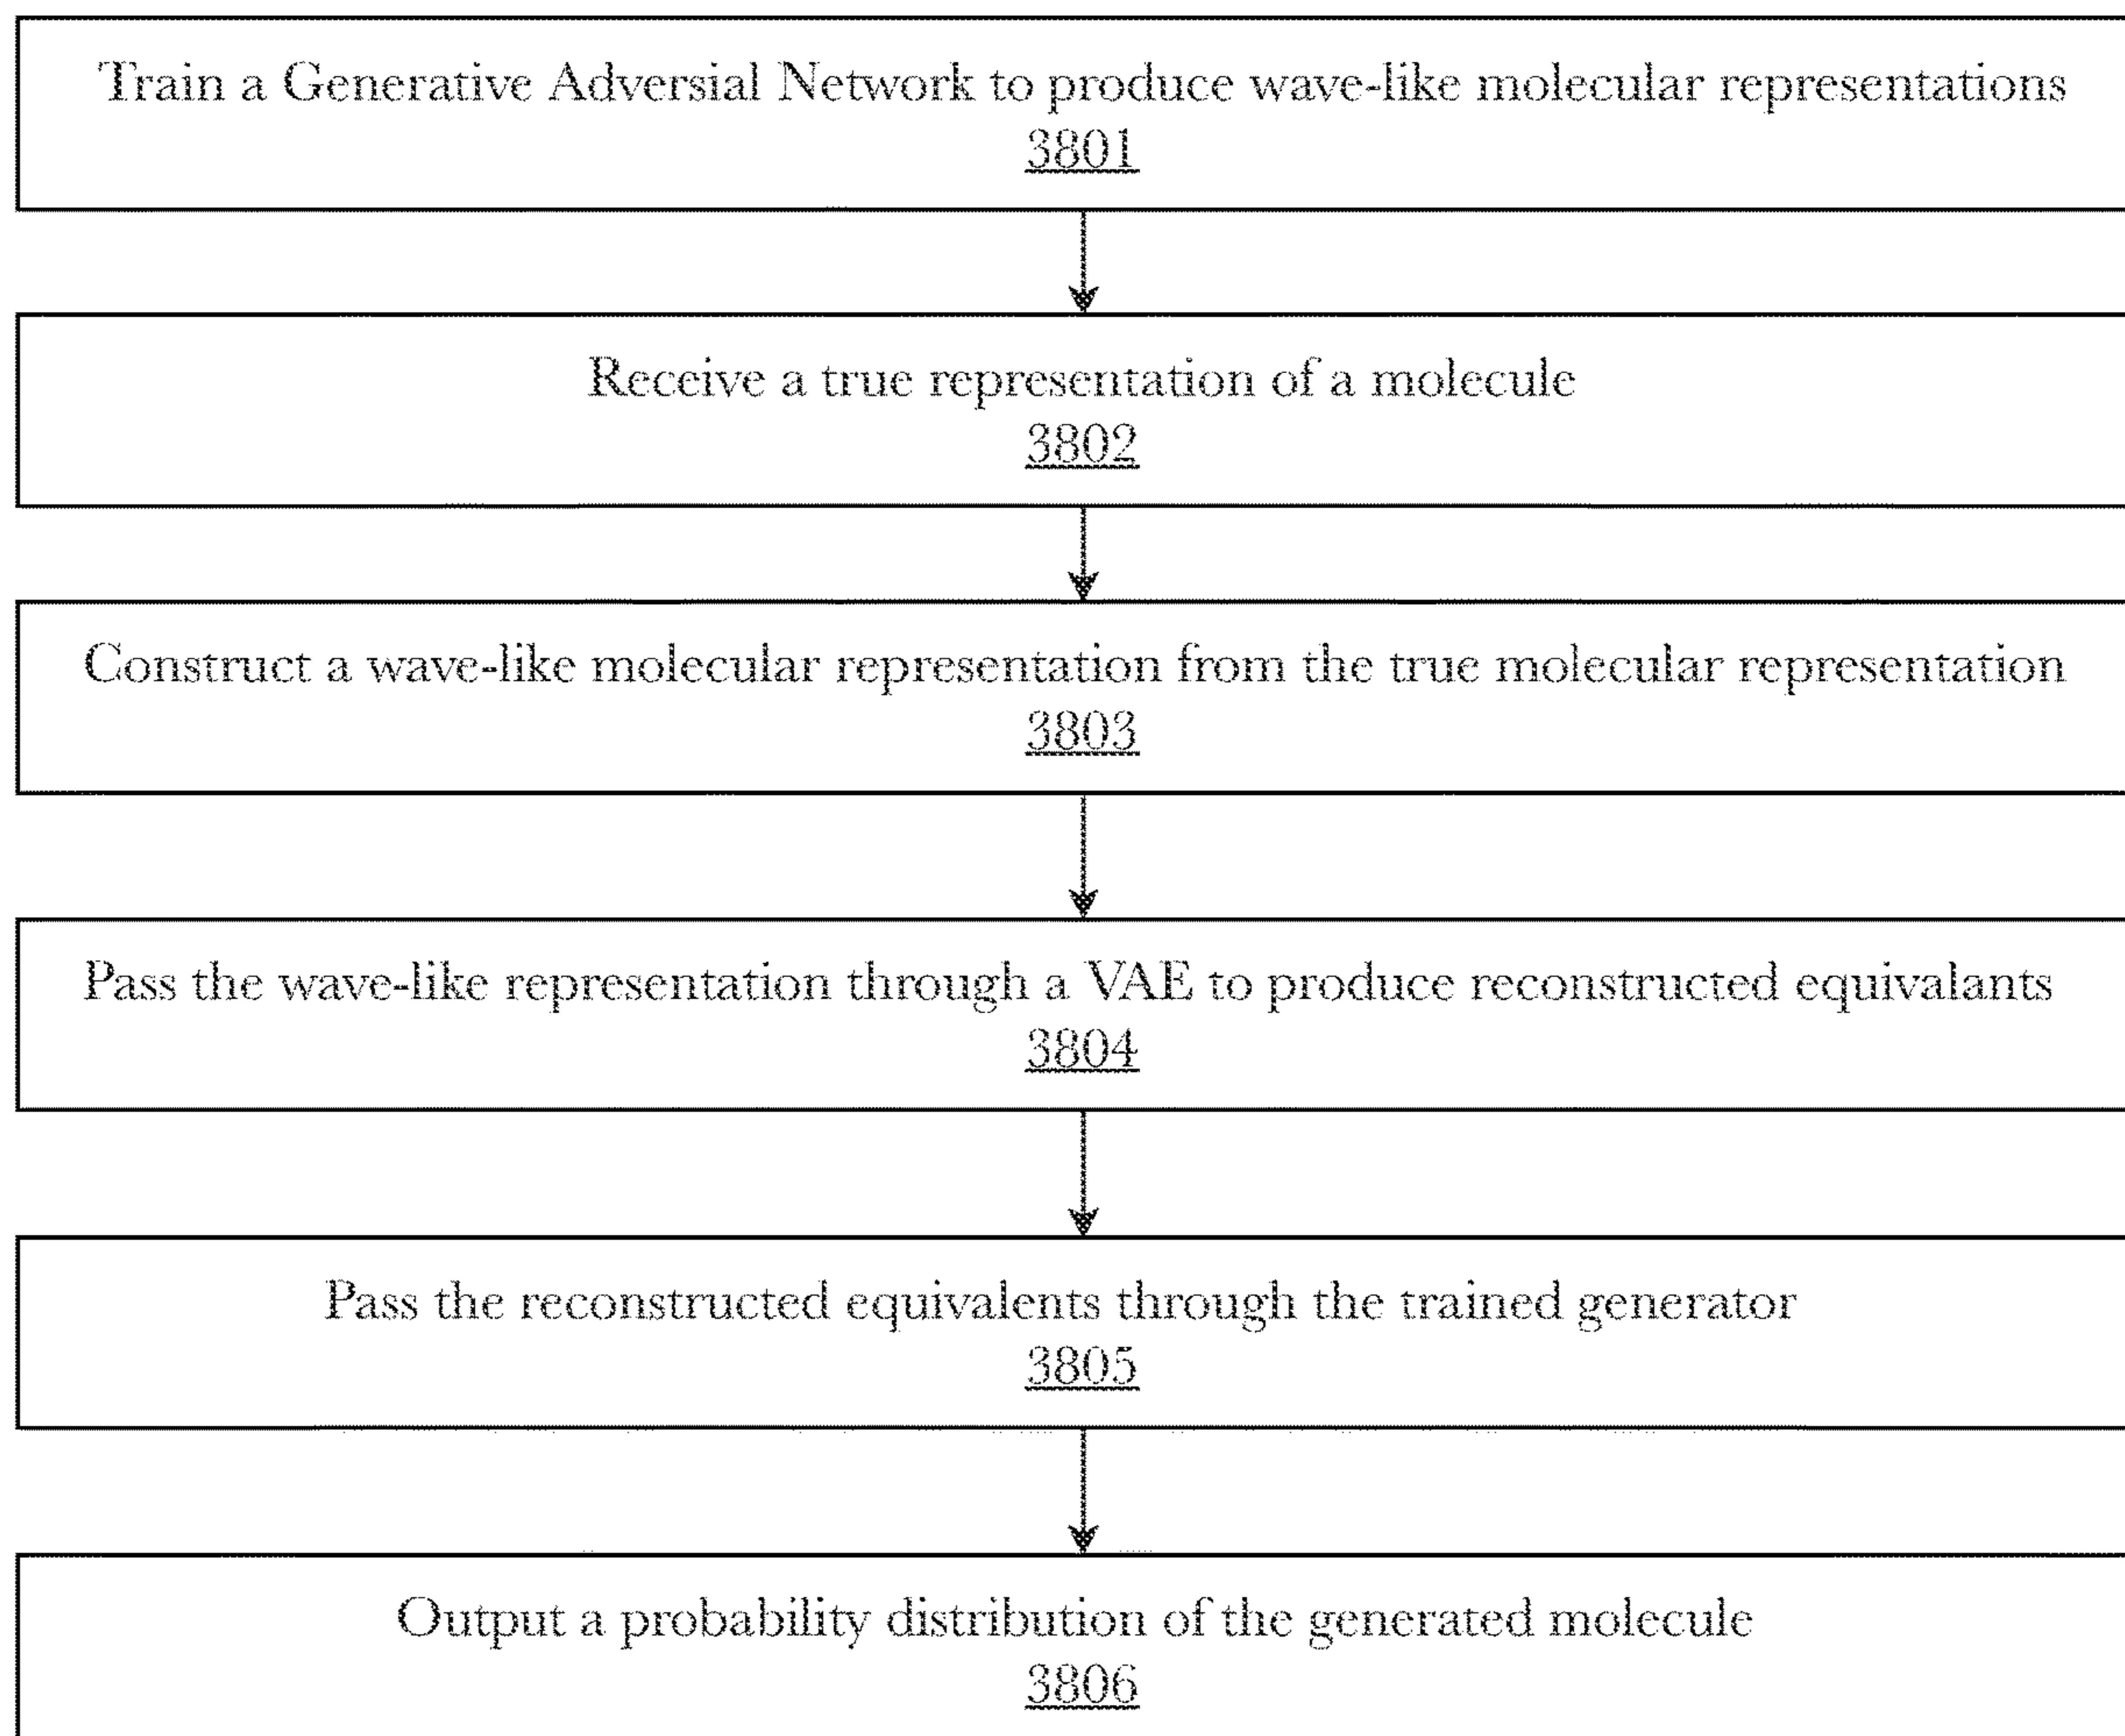 Train a Generative Adversial Network to produce wave-like molecular representations
3801
Receive a true representation of a molecule
3802
Construct a wave-like molecular representation from the true molecular representation
3803
Pass the wave-like representation through a VAE to produce reconstructed equivalants
3804
Pass the reconstructed equivalents through the trained generator
3805
Output a probability distribution of the generated molecule
3806